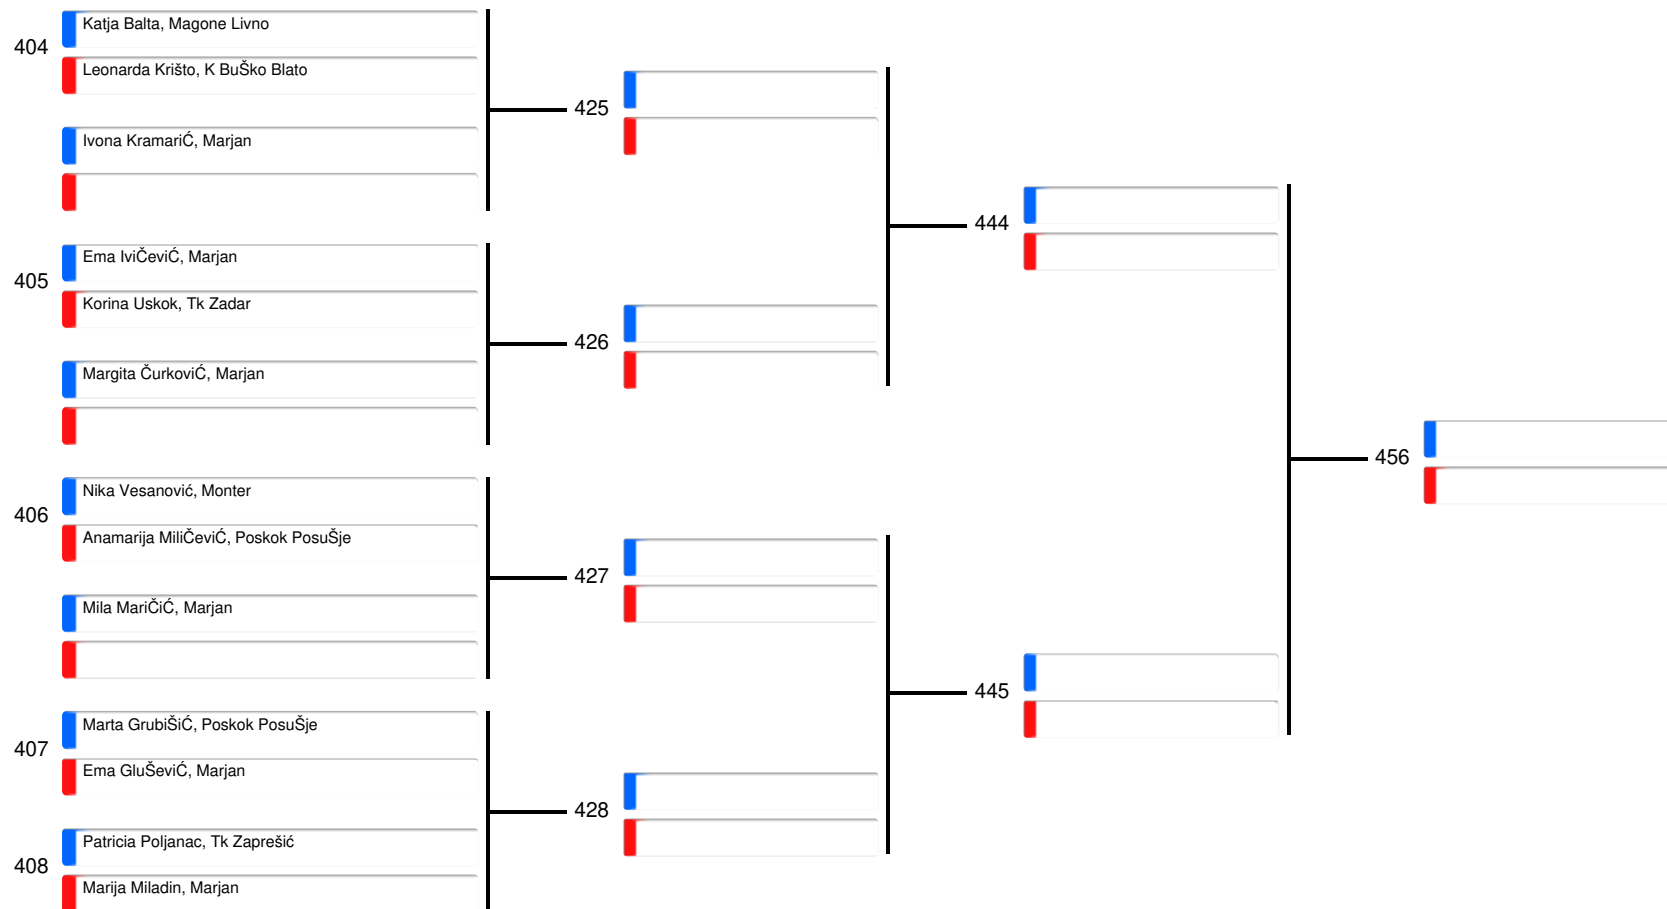 Katja Balta, Magone Livno
404
Leonarda Krišto, K BuŠko Blato
425
Ivona KramariĆ, Marjan
444
Ema IviČeviĆ, Marjan
405
Korina Uskok, Tk Zadar
426
Margita ČurkoviĆ, Marjan
456
Nika Vesanović, Monter
406
Anamarija MiliČeviĆ, Poskok PosuŠje
427
Mila MariČiĆ, Marjan
445
Marta GrubiŠiĆ, Poskok PosuŠje
407
Ema GluŠeviĆ, Marjan
428
Patricia Poljanac, Tk Zaprešić
408
Marija Miladin, Marjan